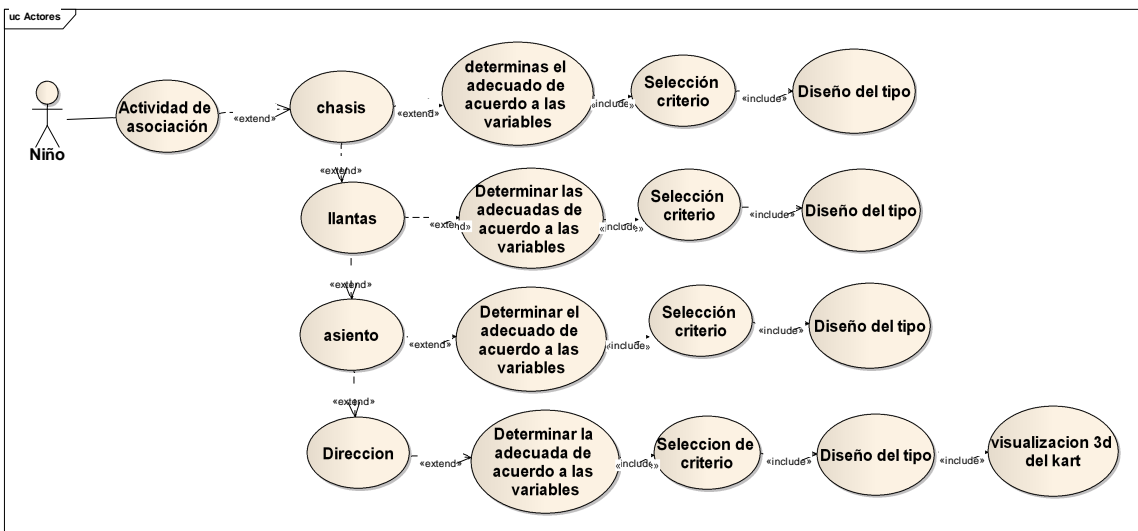 uc Actores
Niño
Actividad de
asociación
«extend»
chasis
«extend»
determinas el
adecuado de
acuerdo a las
variables
«include»
Selección
criterio
«include»
Diseño del tipo
«extend»
llantas
«extend»
Determinar las
adecuadas de
acuerdo a las
variables
«include»
Selección
criterio
«include»
Diseño del tipo
«extend»
asiento
«extend»
Determinar el
adecuado de
acuerdo a las
variables
«include»
Selección
criterio
«include»
Diseño del tipo
«extend»
Direccion
«extend»
Determinar la
adecuada de
acuerdo a las
variables
«include»
Seleccion de
criterio
«include»
Diseño del tipo
«include»
visualizacion 3d
del kart